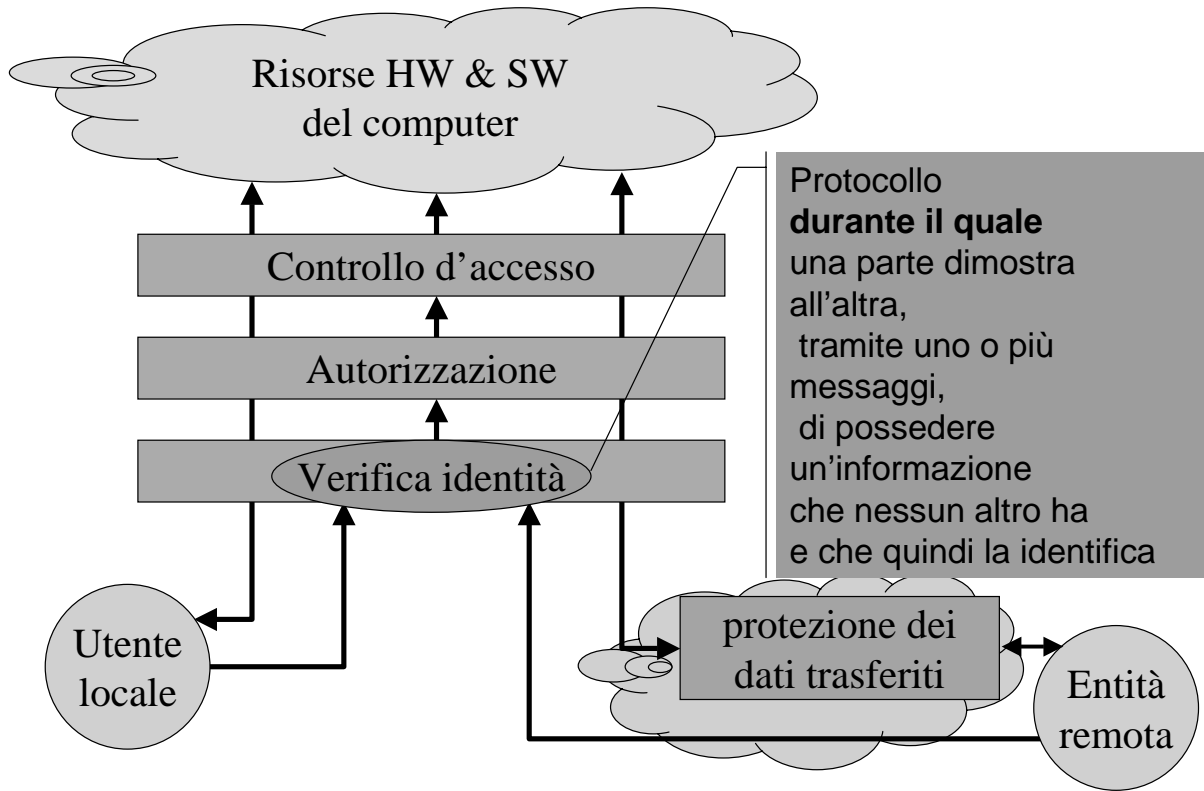 Risorse HW & SW
del computer
Protocollo
durante il quale
una parte dimostra
all’altra,
tramite uno o più
messaggi,
di possedere
un’informazione
che nessun altro ha
e che quindi la identifica
Controllo d’accesso
Autorizzazione
Verifica identità
Utente
locale
protezione dei
dati trasferiti
Entità
remota